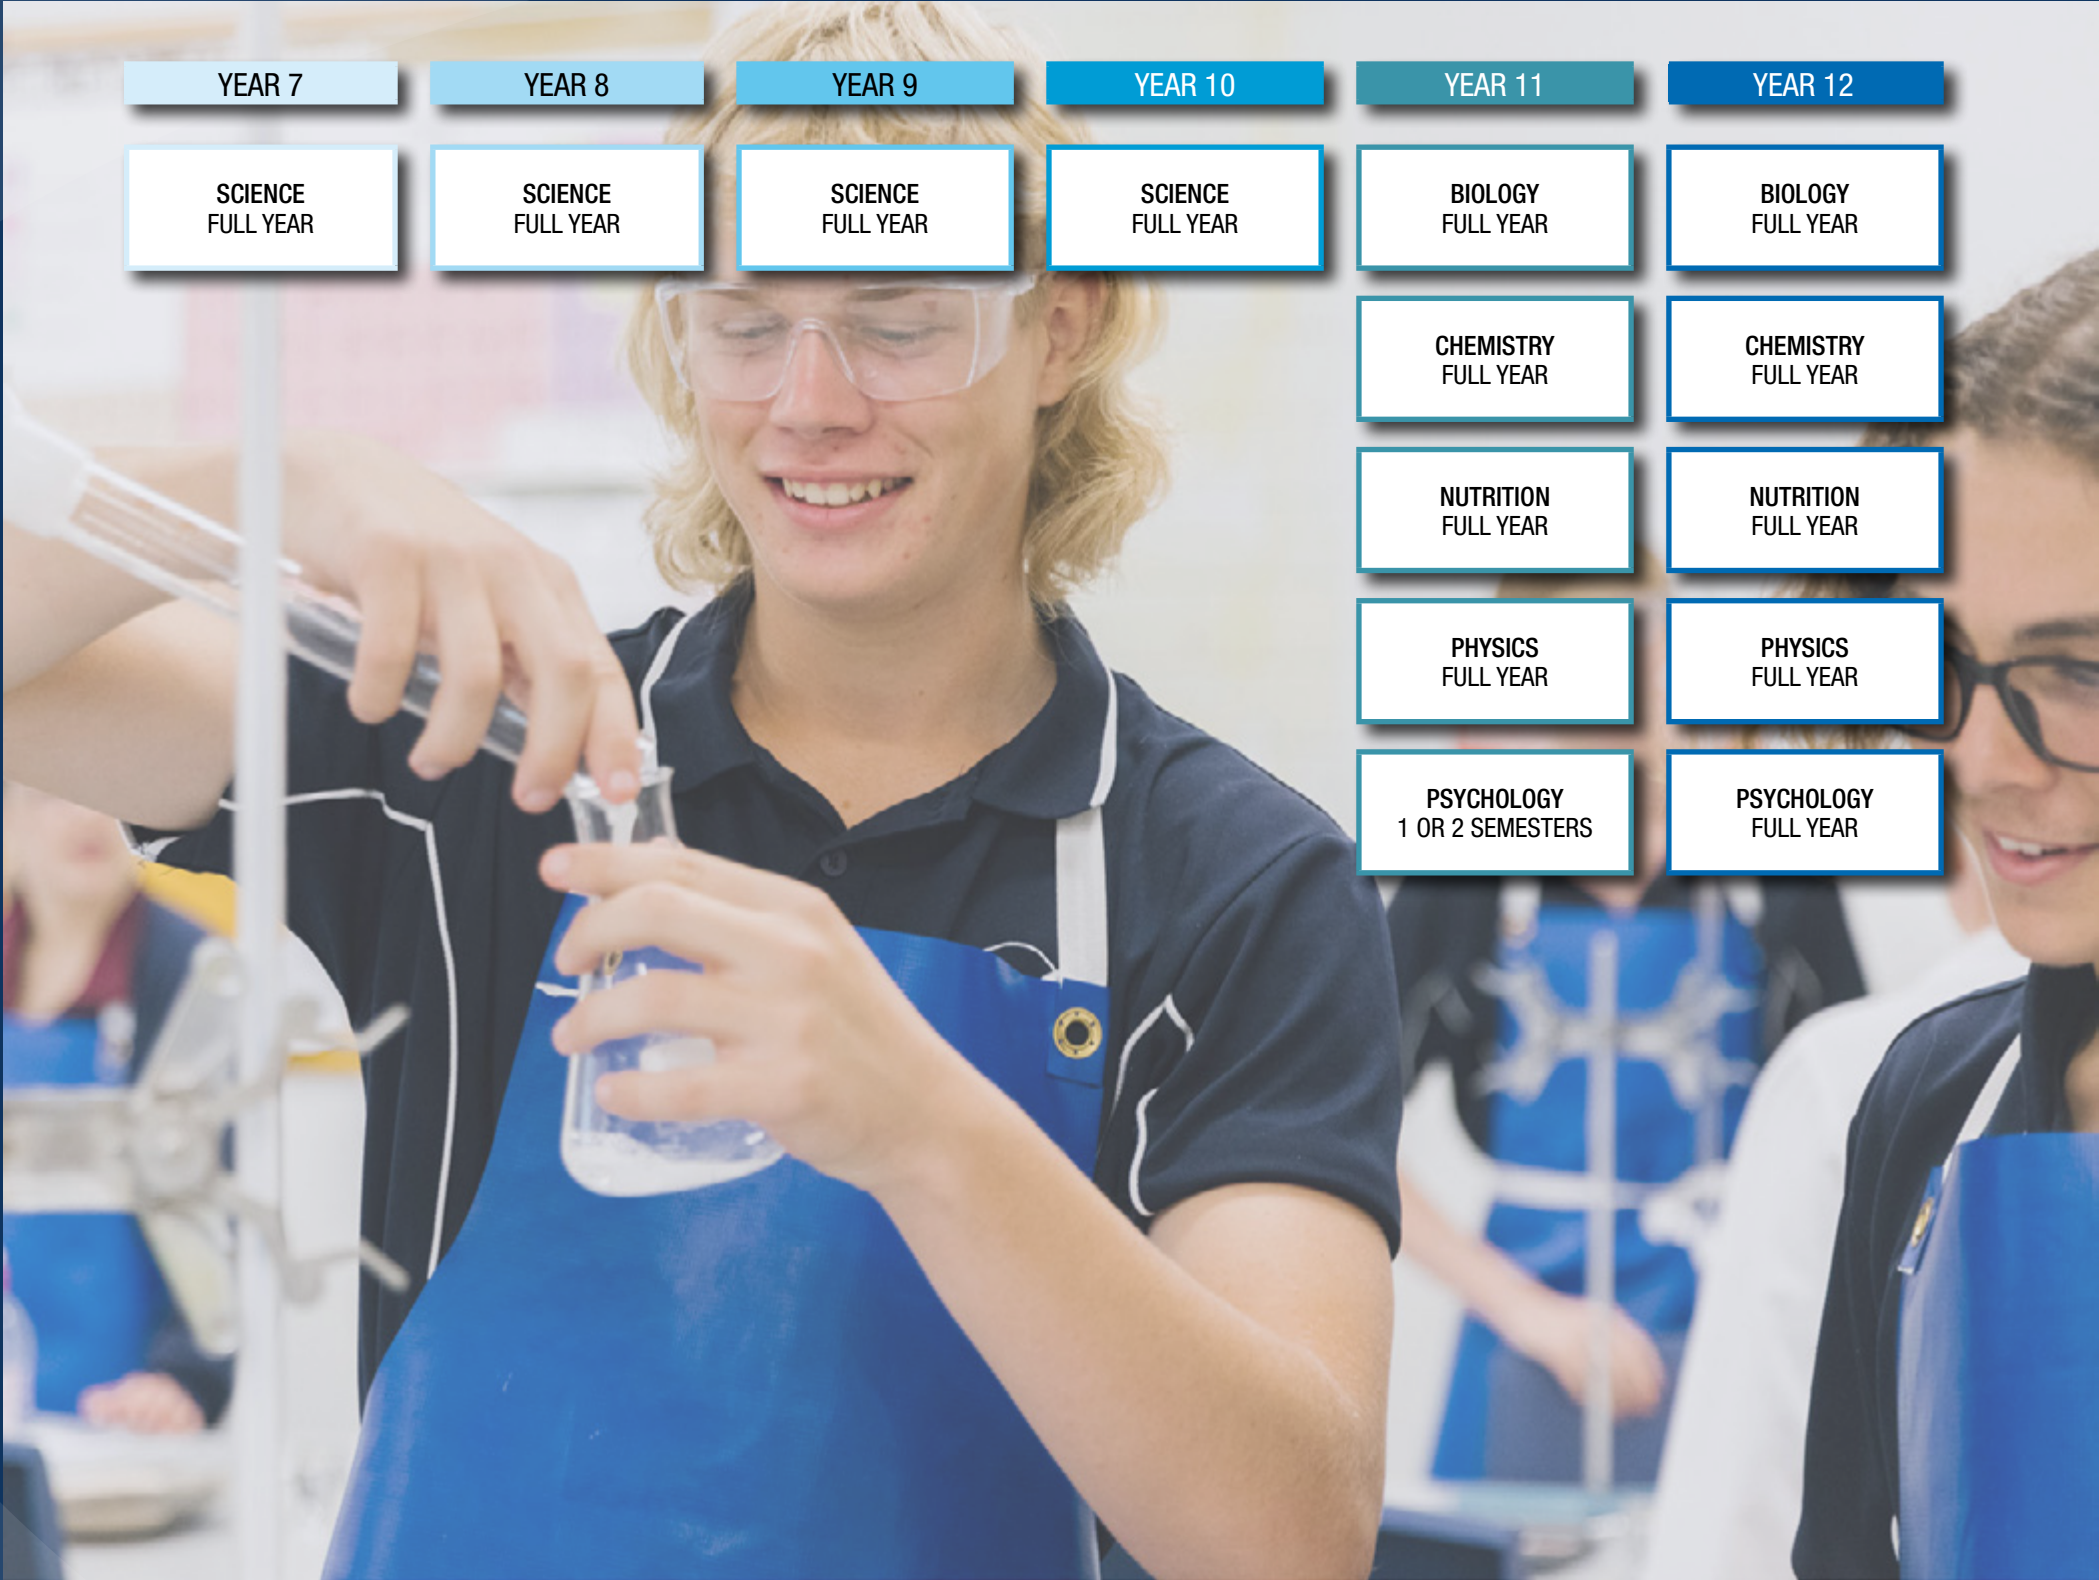 YEAR 7
YEAR 8
YEAR 9
YEAR 10
YEAR 11
YEAR 12
SCIENCE
FULL YEAR
SCIENCE
FULL YEAR
SCIENCE
FULL YEAR
SCIENCE
FULL YEAR
BIOLOGY
FULL YEAR
BIOLOGY
FULL YEAR
CHEMISTRY
FULL YEAR
CHEMISTRY
FULL YEAR
NUTRITION
FULL YEAR
NUTRITION
FULL YEAR
PHYSICS
FULL YEAR
PHYSICS
FULL YEAR
PSYCHOLOGY
1 OR 2 SEMESTERS
PSYCHOLOGY
FULL YEAR